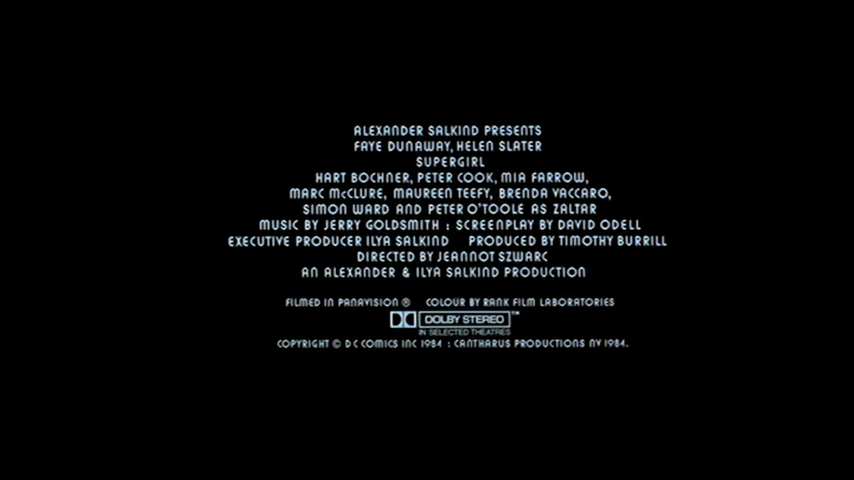 ALEXANDER SALKIND PRESENTS
FAYE DUNAWAY, HELEN SLATER
SUPERGIRL
HART BOCHNER, PETER COOK, MIA FARROW,
MARC McCLURE, MAUREEN TEEFY, BRENDA VACCARO,
SIMON WARD AND PETER O'TOOLE AS ZALTAR
MUSIC BY JERRY GOLDSMITH : SCREENPLAY BY DAVID ODELL
EXECUTIVE PRODUCER ILYA SALKIND PRODUCED BY TIMOTHY BURRILL
DIRECTED BY JEANNOT SZWARC
AN ALEXANDER & ILYA SALKIND PRODUCTION
FILMED IN PANAVISION ® COLOUR BY RANK FILM LABORATORIES
DOLBY STEREO ™
IN SELECTED THEATRES
COPYRIGHT © DC COMICS INC 1984 : CANTHARUS PRODUCTIONS NV 1984.